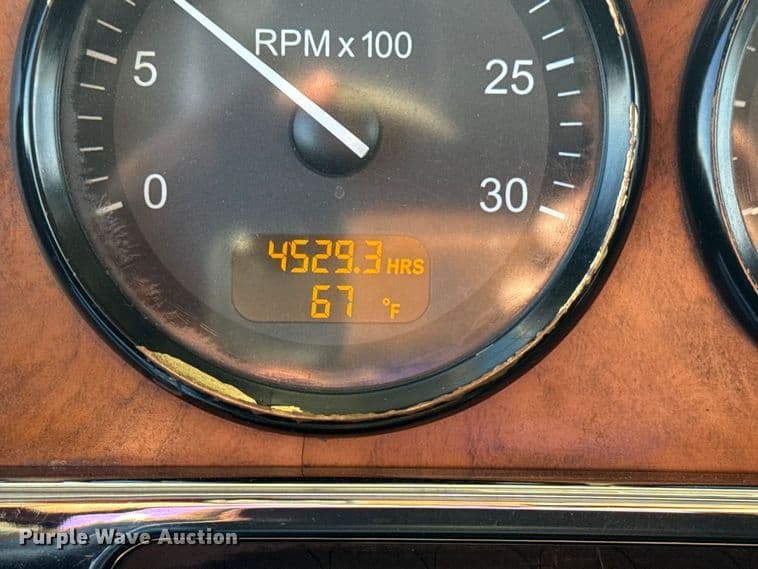 RPM x 100
5
25
0
30
4529.3 HRS
67 °F
Purple Wave Auction